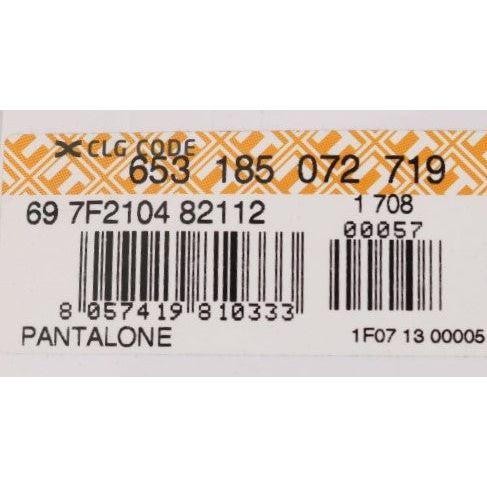 CLG CODE
653 185 072 719
69 7F2104 82112
1 708
00057
8 057419 810333
PANTALONE
1F07 13 00005